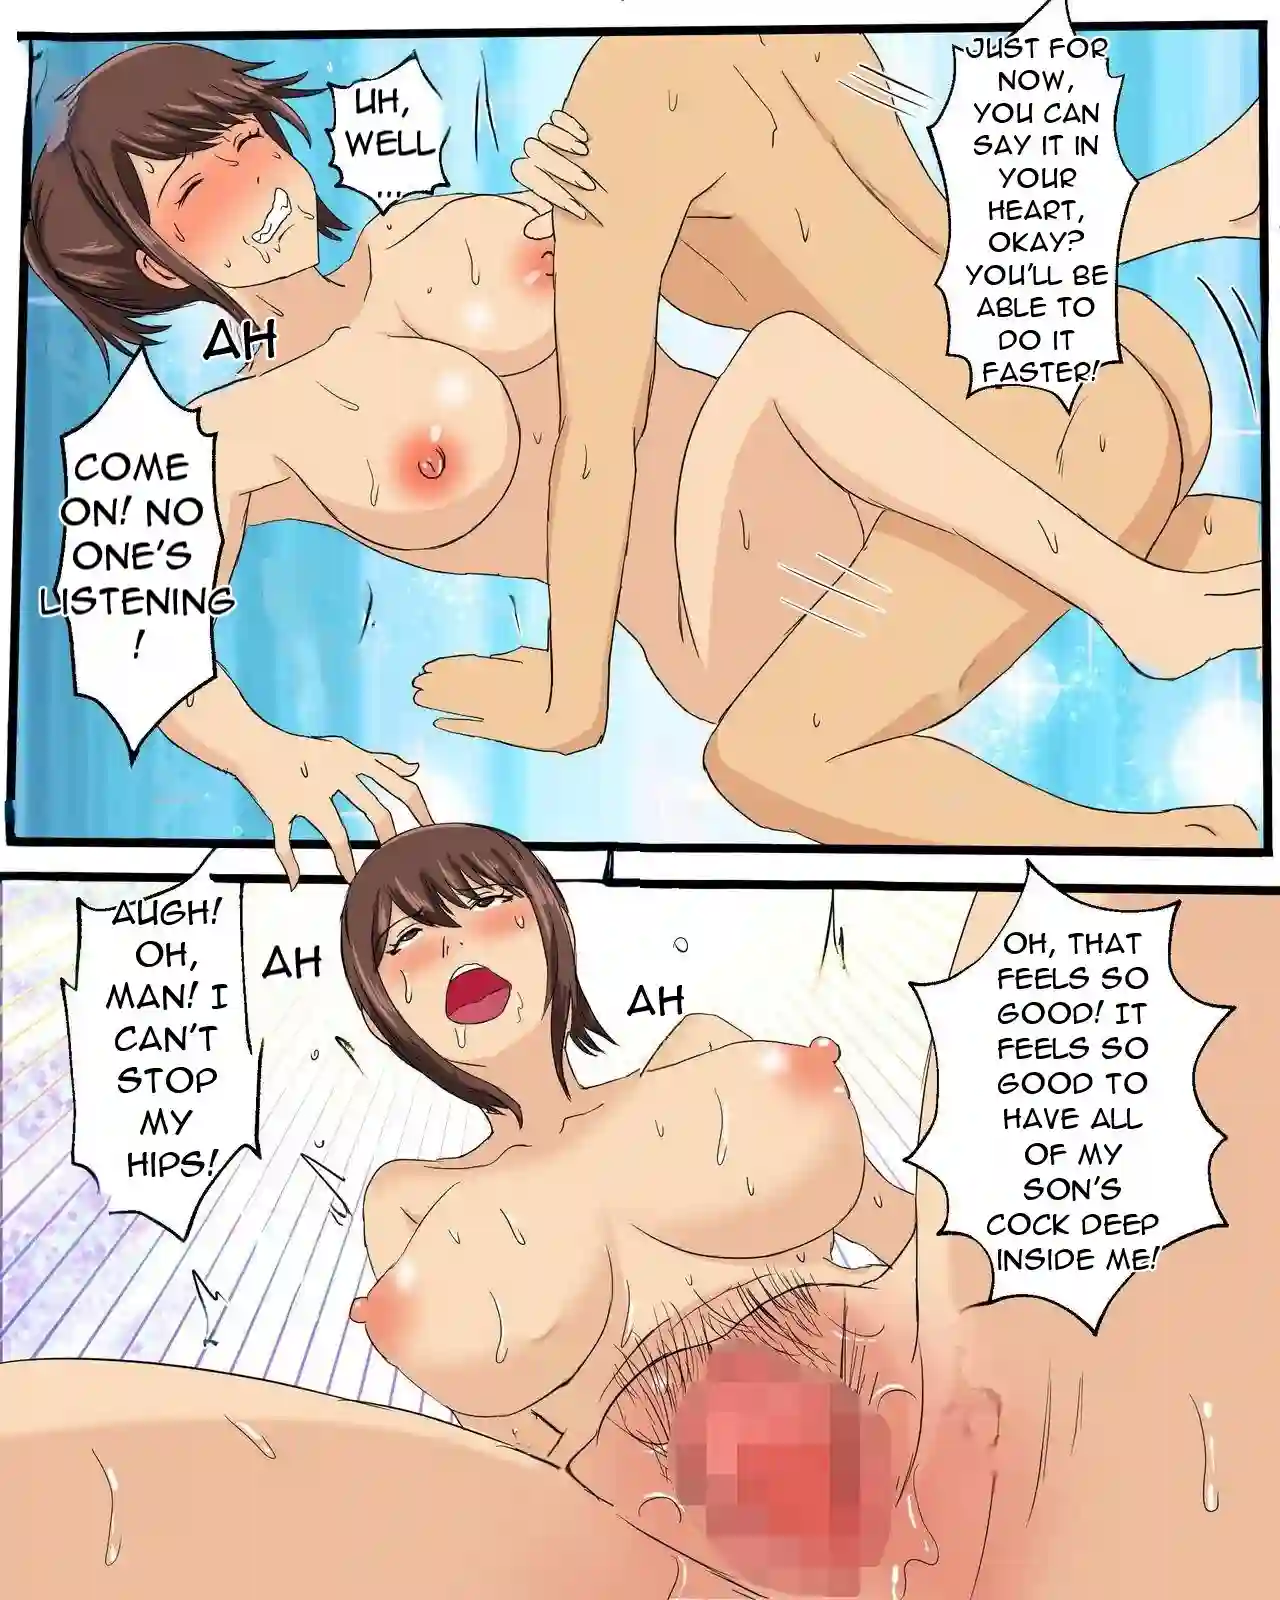 JUST FOR
NOW,
YOU CAN
SAY IT IN
YOUR
HEART,
OKAY?
YOU'LL BE
ABLE TO
DO IT
FASTER!
UH,
WELL
...
AH
COME
ON! NO
ONE'S
LISTENING
!
OH, THAT
FEELS SO
GOOD! IT
FEELS SO
GOOD TO
HAVE ALL
OF MY
SON'S
COCK DEEP
INSIDE ME!
AH
AH
AUGH!
OH,
MAN! I
CAN'T
STOP
MY
HIPS!